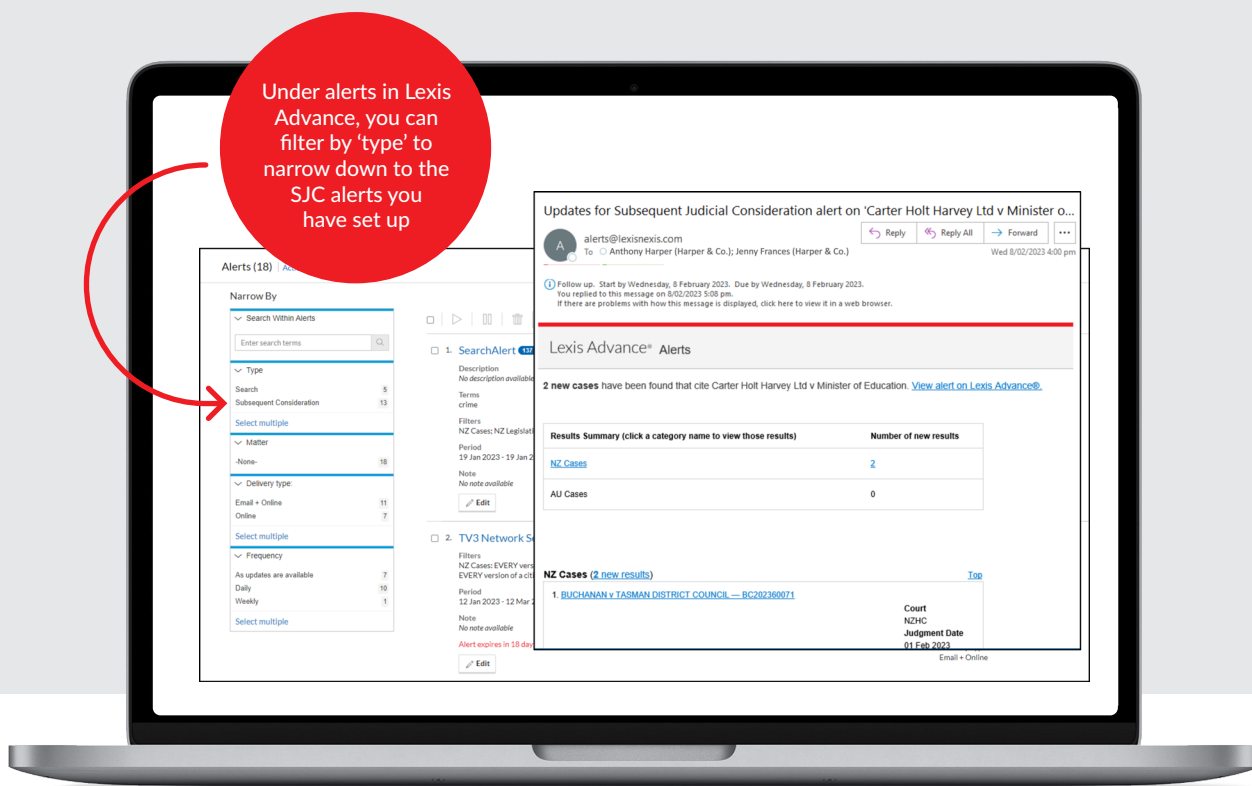 Under alerts in Lexis
Advance, you can
filter by ‘type’ to
narrow down to the
SJC alerts you
have set up
Alerts (18)
Narrow By
Search Within Alerts
Enter search terms
Type
Search 5
Subsequent Consideration 13
Select multiple
Matter
-None- 18
Delivery type:
Email + Online 11
Online 7
Select multiple
Frequency
As updates are available 7
Daily 10
Weekly 1
Select multiple
1. SearchAlert 137
Description
No description available
Terms
crime
Filters
NZ Cases; NZ Legislati
Period
19 Jan 2023 - 19 Jan 2
Note
No note available
Edit
2. TV3 Network Se
Filters
NZ Cases: EVERY vers
EVERY version of a cit
Period
12 Jan 2023 - 12 Mar 2
Note
No note available
Alert expires in 18 day
Edit
Updates for Subsequent Judicial Consideration alert on 'Carter Holt Harvey Ltd v Minister o...
A
alerts@lexisnexis.com
To Anthony Harper (Harper & Co.); Jenny Frances (Harper & Co.)
Reply Reply All Forward ...
Wed 8/02/2023 4:00 pm
Follow up. Start by Wednesday, 8 February 2023. Due by Wednesday, 8 February 2023.
You replied to this message on 8/02/2023 5:08 pm.
If there are problems with how this message is displayed, click here to view it in a web browser.
Lexis Advance® Alerts
2 new cases have been found that cite Carter Holt Harvey Ltd v Minister of Education. View alert on Lexis Advance®.
Results Summary (click a category name to view those results) Number of new results
NZ Cases 2
AU Cases 0
NZ Cases (2 new results) Top
1. BUCHANAN v TASMAN DISTRICT COUNCIL — BC202360071
Court
NZHC
Judgment Date
01 Feb 2023
Email + Online